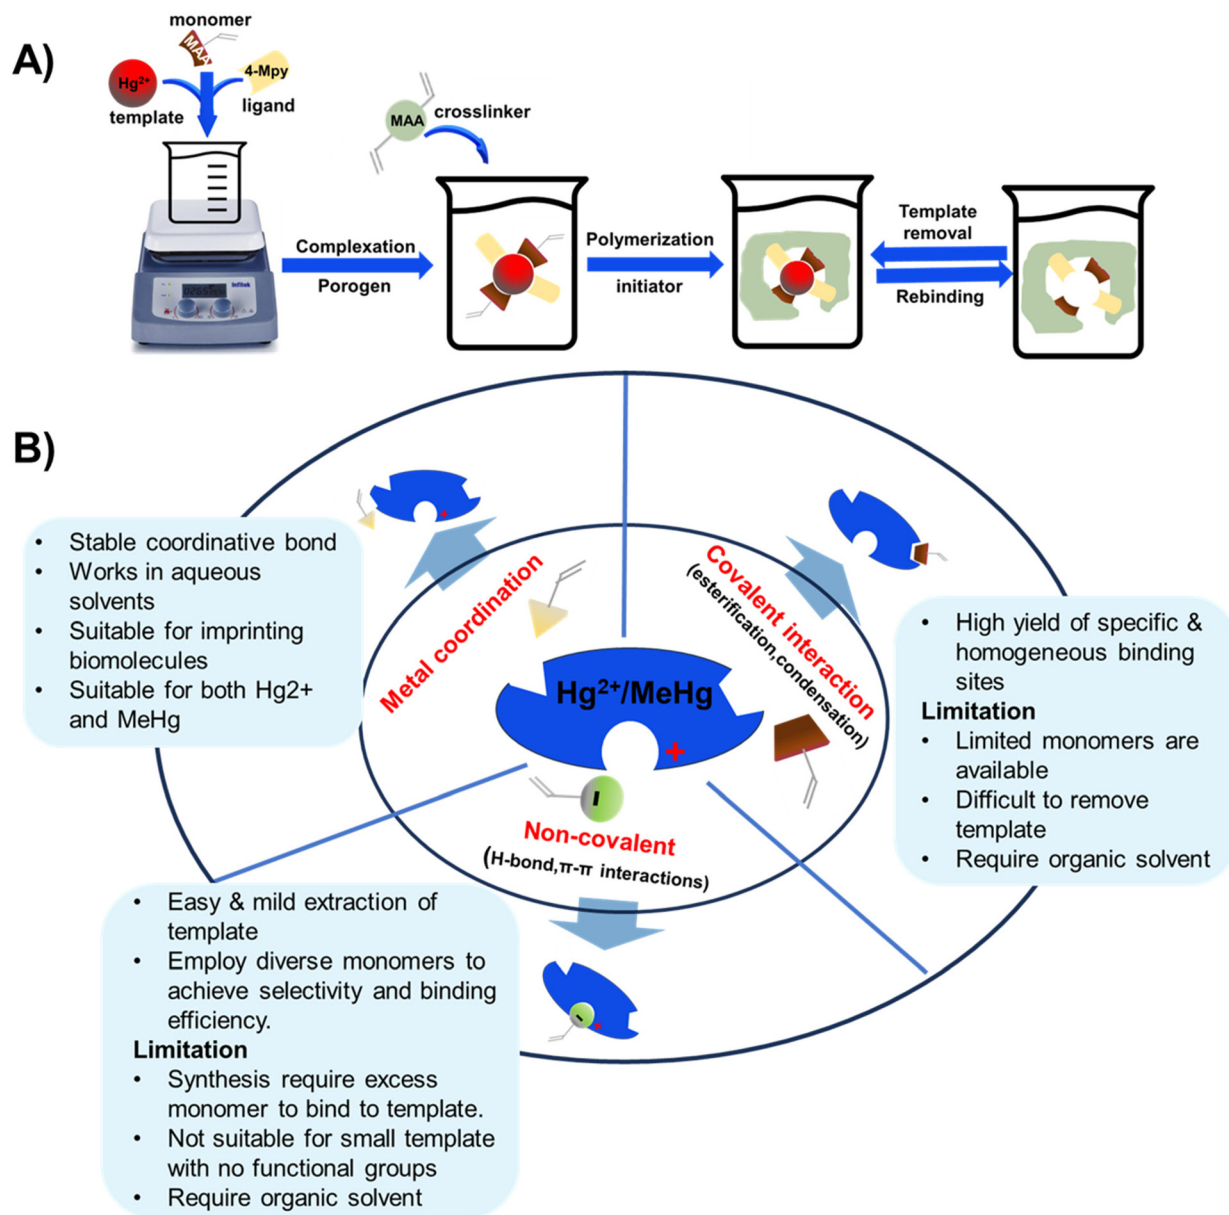 A)
monomer
MAA
Hg²⁺
4-Mpy
template
ligand
MAA
crosslinker
Complexation
Porogen
Polymerization
initiator
Template
removal
Rebinding
B)
• Stable coordinative bond
• Works in aqueous
solvents
• Suitable for imprinting
biomolecules
• Suitable for both Hg2+
and MeHg
Metal coordination
+
Covalent interaction
(esterification,condensation)
Hg²⁺/MeHg
+
-
Non-covalent
(H-bond,π-π interactions)
-
+
• High yield of specific &
homogeneous binding
sites
Limitation
• Limited monomers are
available
• Difficult to remove
template
• Require organic solvent
• Easy & mild extraction of
template
• Employ diverse monomers to
achieve selectivity and binding
efficiency.
Limitation
• Synthesis require excess
monomer to bind to template.
• Not suitable for small template
with no functional groups
• Require organic solvent